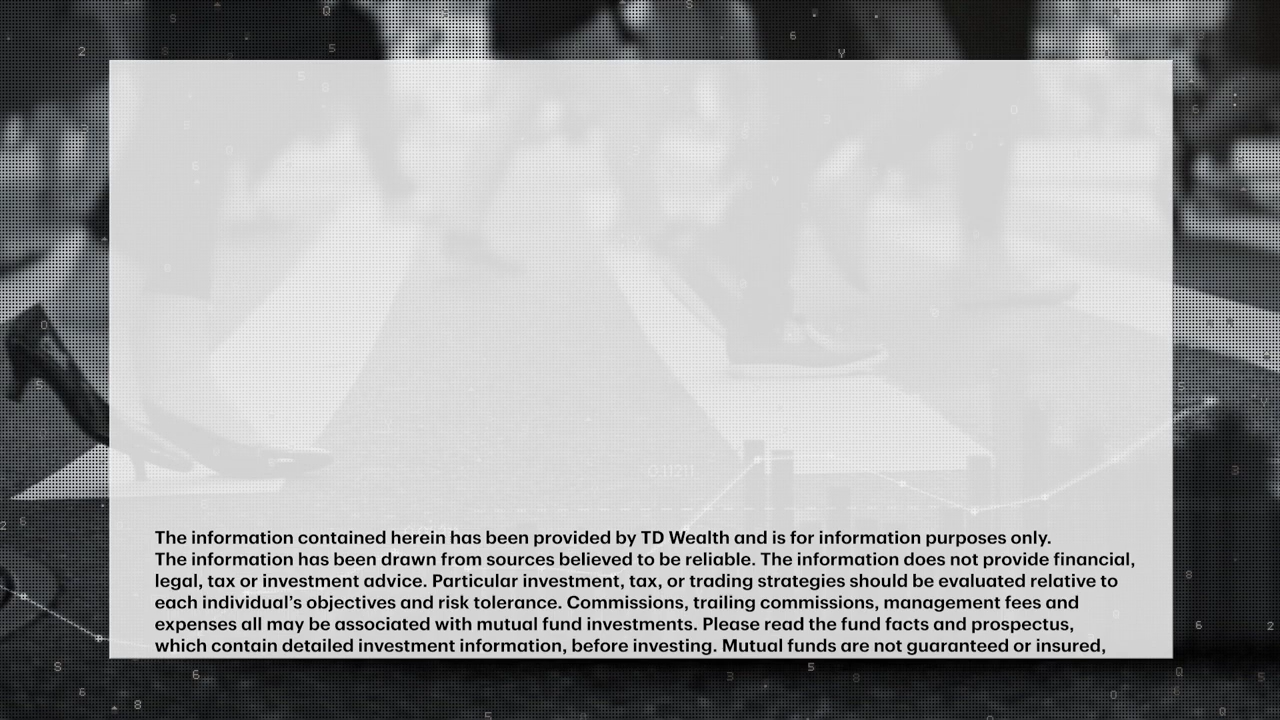 The information contained herein has been provided by TD Wealth and is for information purposes only.
The information has been drawn from sources believed to be reliable. The information does not provide financial,
legal, tax or investment advice. Particular investment, tax, or trading strategies should be evaluated relative to
each individual’s objectives and risk tolerance. Commissions, trailing commissions, management fees and
expenses all may be associated with mutual fund investments. Please read the fund facts and prospectus,
which contain detailed investment information, before investing. Mutual funds are not guaranteed or insured,